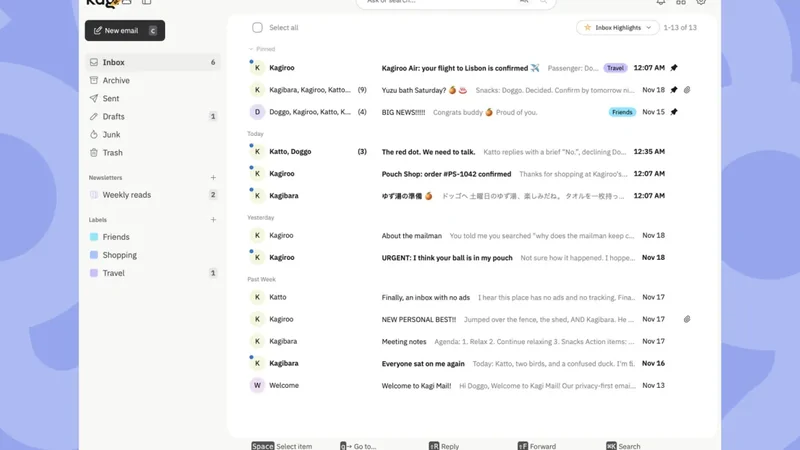 Kagi
Ask or search...
⌘K
New email C
Select all
Inbox Highlights
1-13 of 13
Inbox 6
Archive
Sent
Drafts 1
Junk
Trash
Newsletters +
Weekly reads
Labels +
Friends
Shopping
Travel 1
Pinned
K Kagiroo Kagiroo Air: your flight to Lisbon is confirmed ✈️ Passenger: Do... Travel 12:07 AM
K Kagibara, Kagiroo, Katto... (9) Yuzu bath Saturday? 🍊♨️ Snacks: Doggo. Decided. Confirm by tomorrow ni... Nov 18
D Doggo, Kagiroo, Katto, K... (4) BIG NEWS!!!!! Congrats buddy 🍊 Proud of you. Friends Nov 15
Today
K Katto, Doggo (3) The red dot. We need to talk. Katto replies with a brief "No.", declining Do... 12:35 AM
K Kagiroo Pouch Shop: order #PS-1042 confirmed Thanks for shopping at Kagiroo's... 12:07 AM
K Kagibara ゆず湯の準備 🍊 ドッゴへ 土曜日のゆず湯、楽しみだね。 タオルを一枚持っ... 12:07 AM
Yesterday
K Kagiroo About the mailman You told me you searched "why does the mailman keep c... Nov 18
K Kagiroo URGENT: I think your ball is in my pouch Not sure how it happened. I hoppe... Nov 18
Past Week
K Katto Finally, an inbox with no ads I hear this place has no ads and no tracking. Fina... Nov 17
K Kagiroo NEW PERSONAL BEST!! Jumped over the fence, the shed, AND Kagibara. He ... Nov 17
K Kagibara Meeting notes Agenda: 1. Relax 2. Continue relaxing 3. Snacks Action items: ... Nov 17
K Kagibara Everyone sat on me again Today: Katto, two birds, and a confused duck. I'm fi... Nov 16
W Welcome Welcome to Kagi Mail! Hi Doggo, Welcome to Kagi Mail! Our privacy-first emai... Nov 13
Space Select item g→ Go to... ⇧R Reply ⇧F Forward ⌘K Search